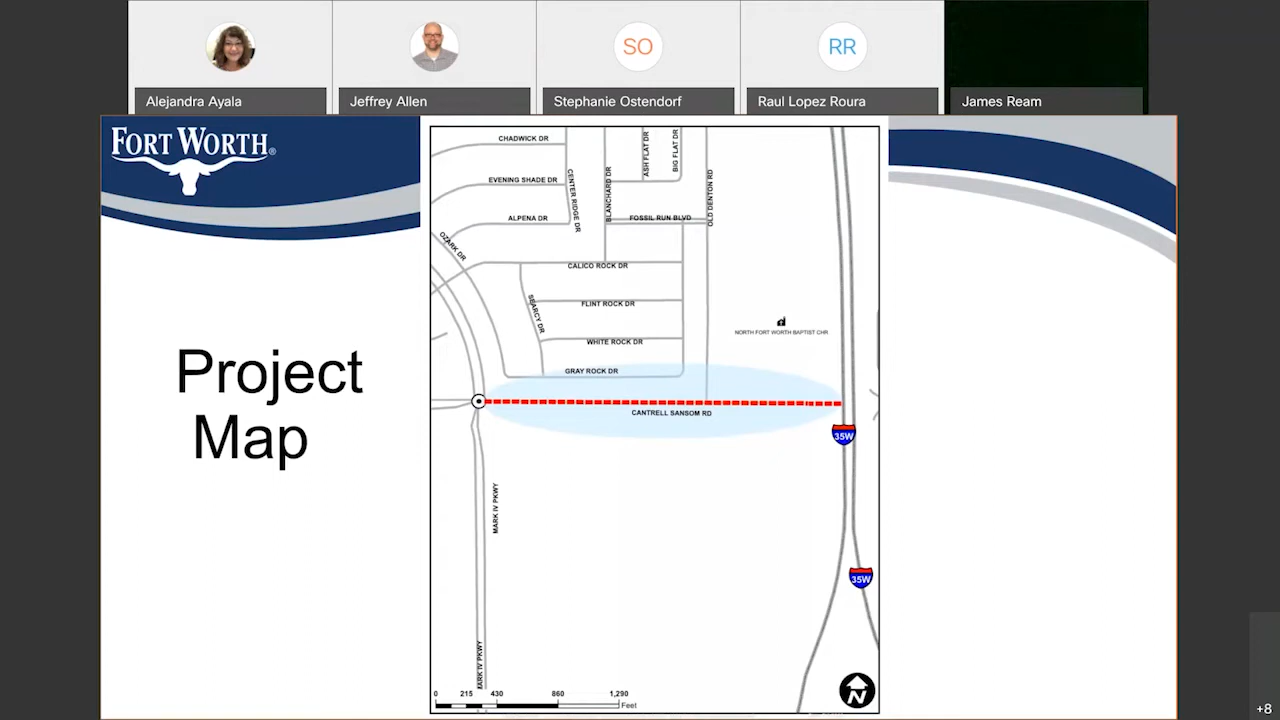 SO
RR
Alejandra Ayala
Jeffrey Allen
Stephanie Ostendorf
Raul Lopez Roura
James Ream
FORT WORTH®
Project
Map
CHADWICK DR
EVENING SHADE DR
ALPENA DR
OZARK DR
CENTER RIDGE DR
BLANCHARD DR
ASH FLAT DR
BIG FLAT DR
OLD DENTON RD
FOSSIL RUN BLVD
CALICO ROCK DR
SEARCY DR
FLINT ROCK DR
WHITE ROCK DR
GRAY ROCK DR
NORTH FORT WORTH BAPTIST CHR
CANTRELL SANSOM RD
35W
MARK IV PKWY
35W
MARK IV PKWY
0 215 430 860 1,290
Feet
N
+8